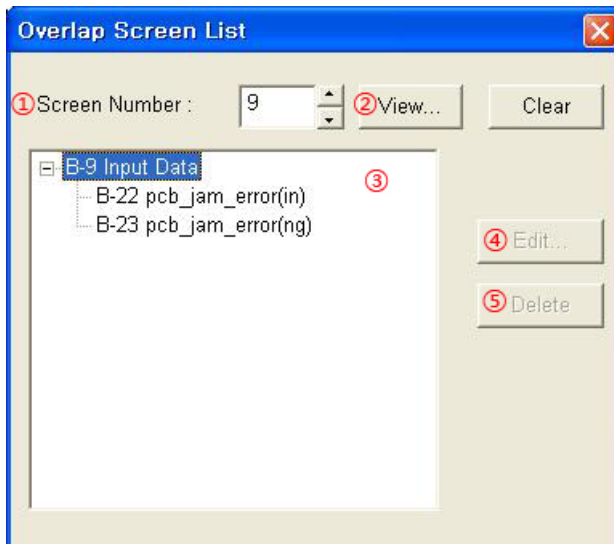 Overlap Screen List
①Screen Number : 9 ②View... Clear
B-9 Input Data ③
B-22 pcb_jam_error(in)
B-23 pcb_jam_error(ng)
④Edit...
⑤Delete